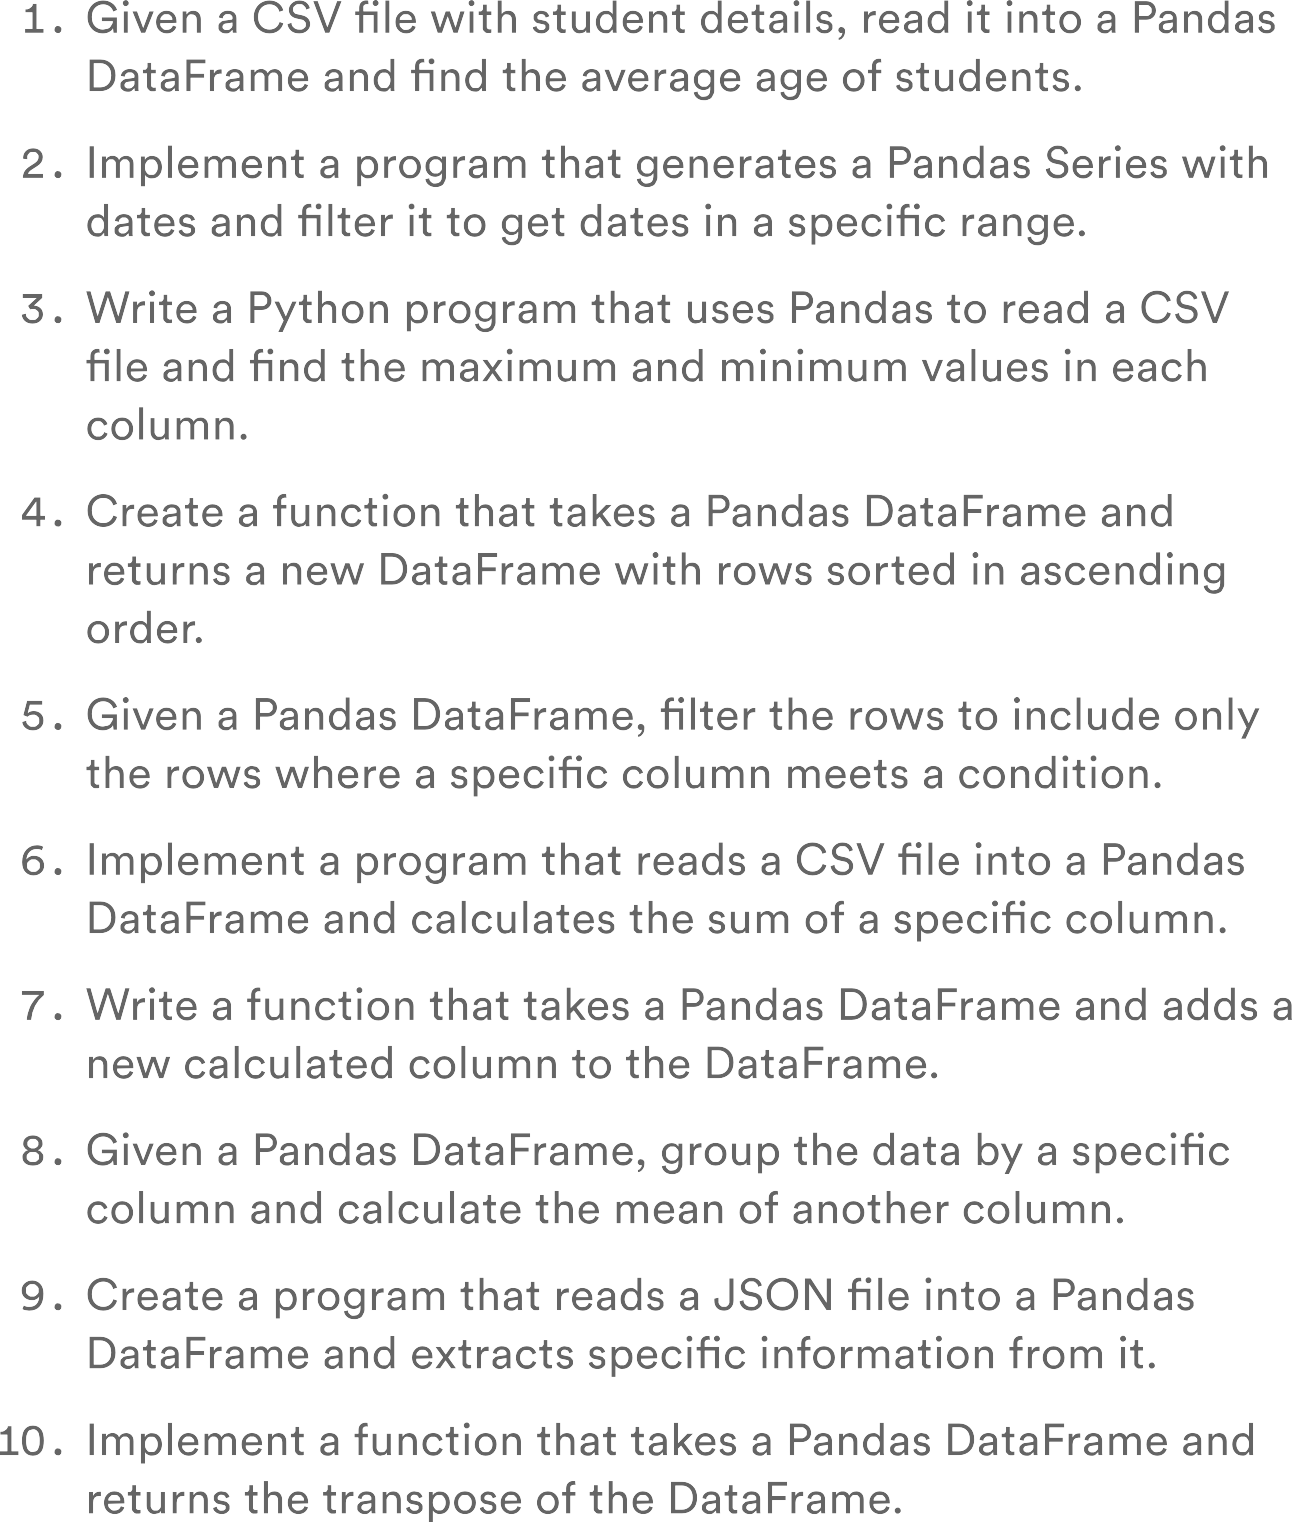 1. Given a CSV file with student details, read it into a Pandas
DataFrame and find the average age of students.
2. Implement a program that generates a Pandas Series with
dates and filter it to get dates in a specific range.
3. Write a Python program that uses Pandas to read a CSV
file and find the maximum and minimum values in each
column.
4. Create a function that takes a Pandas DataFrame and
returns a new DataFrame with rows sorted in ascending
order.
5. Given a Pandas DataFrame, filter the rows to include only
the rows where a specific column meets a condition.
6. Implement a program that reads a CSV file into a Pandas
DataFrame and calculates the sum of a specific column.
7. Write a function that takes a Pandas DataFrame and adds a
new calculated column to the DataFrame.
8. Given a Pandas DataFrame, group the data by a specific
column and calculate the mean of another column.
9. Create a program that reads a JSON file into a Pandas
DataFrame and extracts specific information from it.
10. Implement a function that takes a Pandas DataFrame and
returns the transpose of the DataFrame.